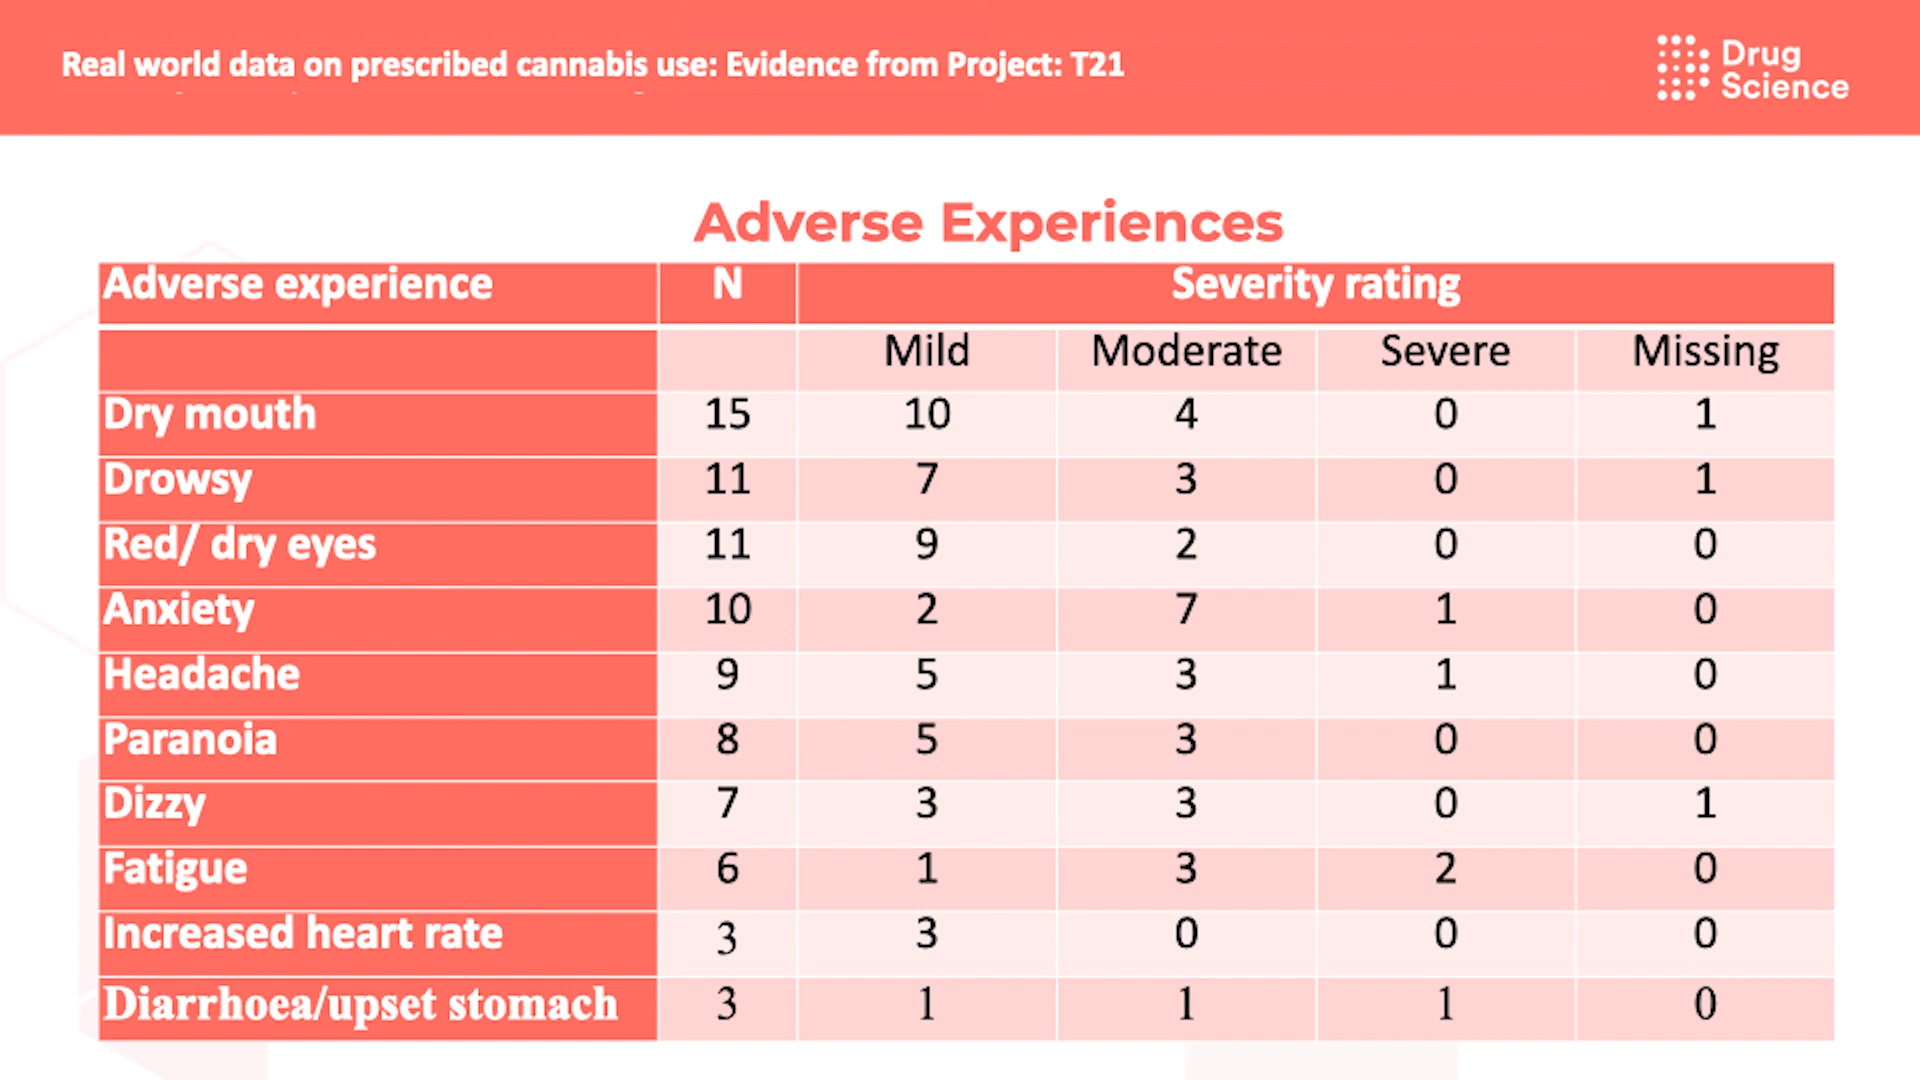 Real world data on prescribed cannabis use: Evidence from Project: T21
Drug
Science
Adverse Experiences
Adverse experience N Severity rating
Mild Moderate Severe Missing
Dry mouth 15 10 4 0 1
Drowsy 11 7 3 0 1
Red/ dry eyes 11 9 2 0 0
Anxiety 10 2 7 1 0
Headache 9 5 3 1 0
Paranoia 8 5 3 0 0
Dizzy 7 3 3 0 1
Fatigue 6 1 3 2 0
Increased heart rate 3 3 0 0 0
Diarrhoea/upset stomach 3 1 1 1 0